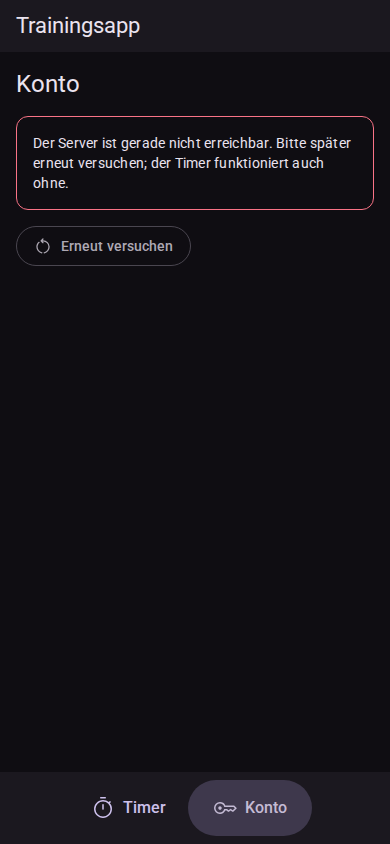 Trainingsapp
Konto
Der Server ist gerade nicht erreichbar. Bitte später
erneut versuchen; der Timer funktioniert auch
ohne.
Erneut versuchen
Timer
Konto